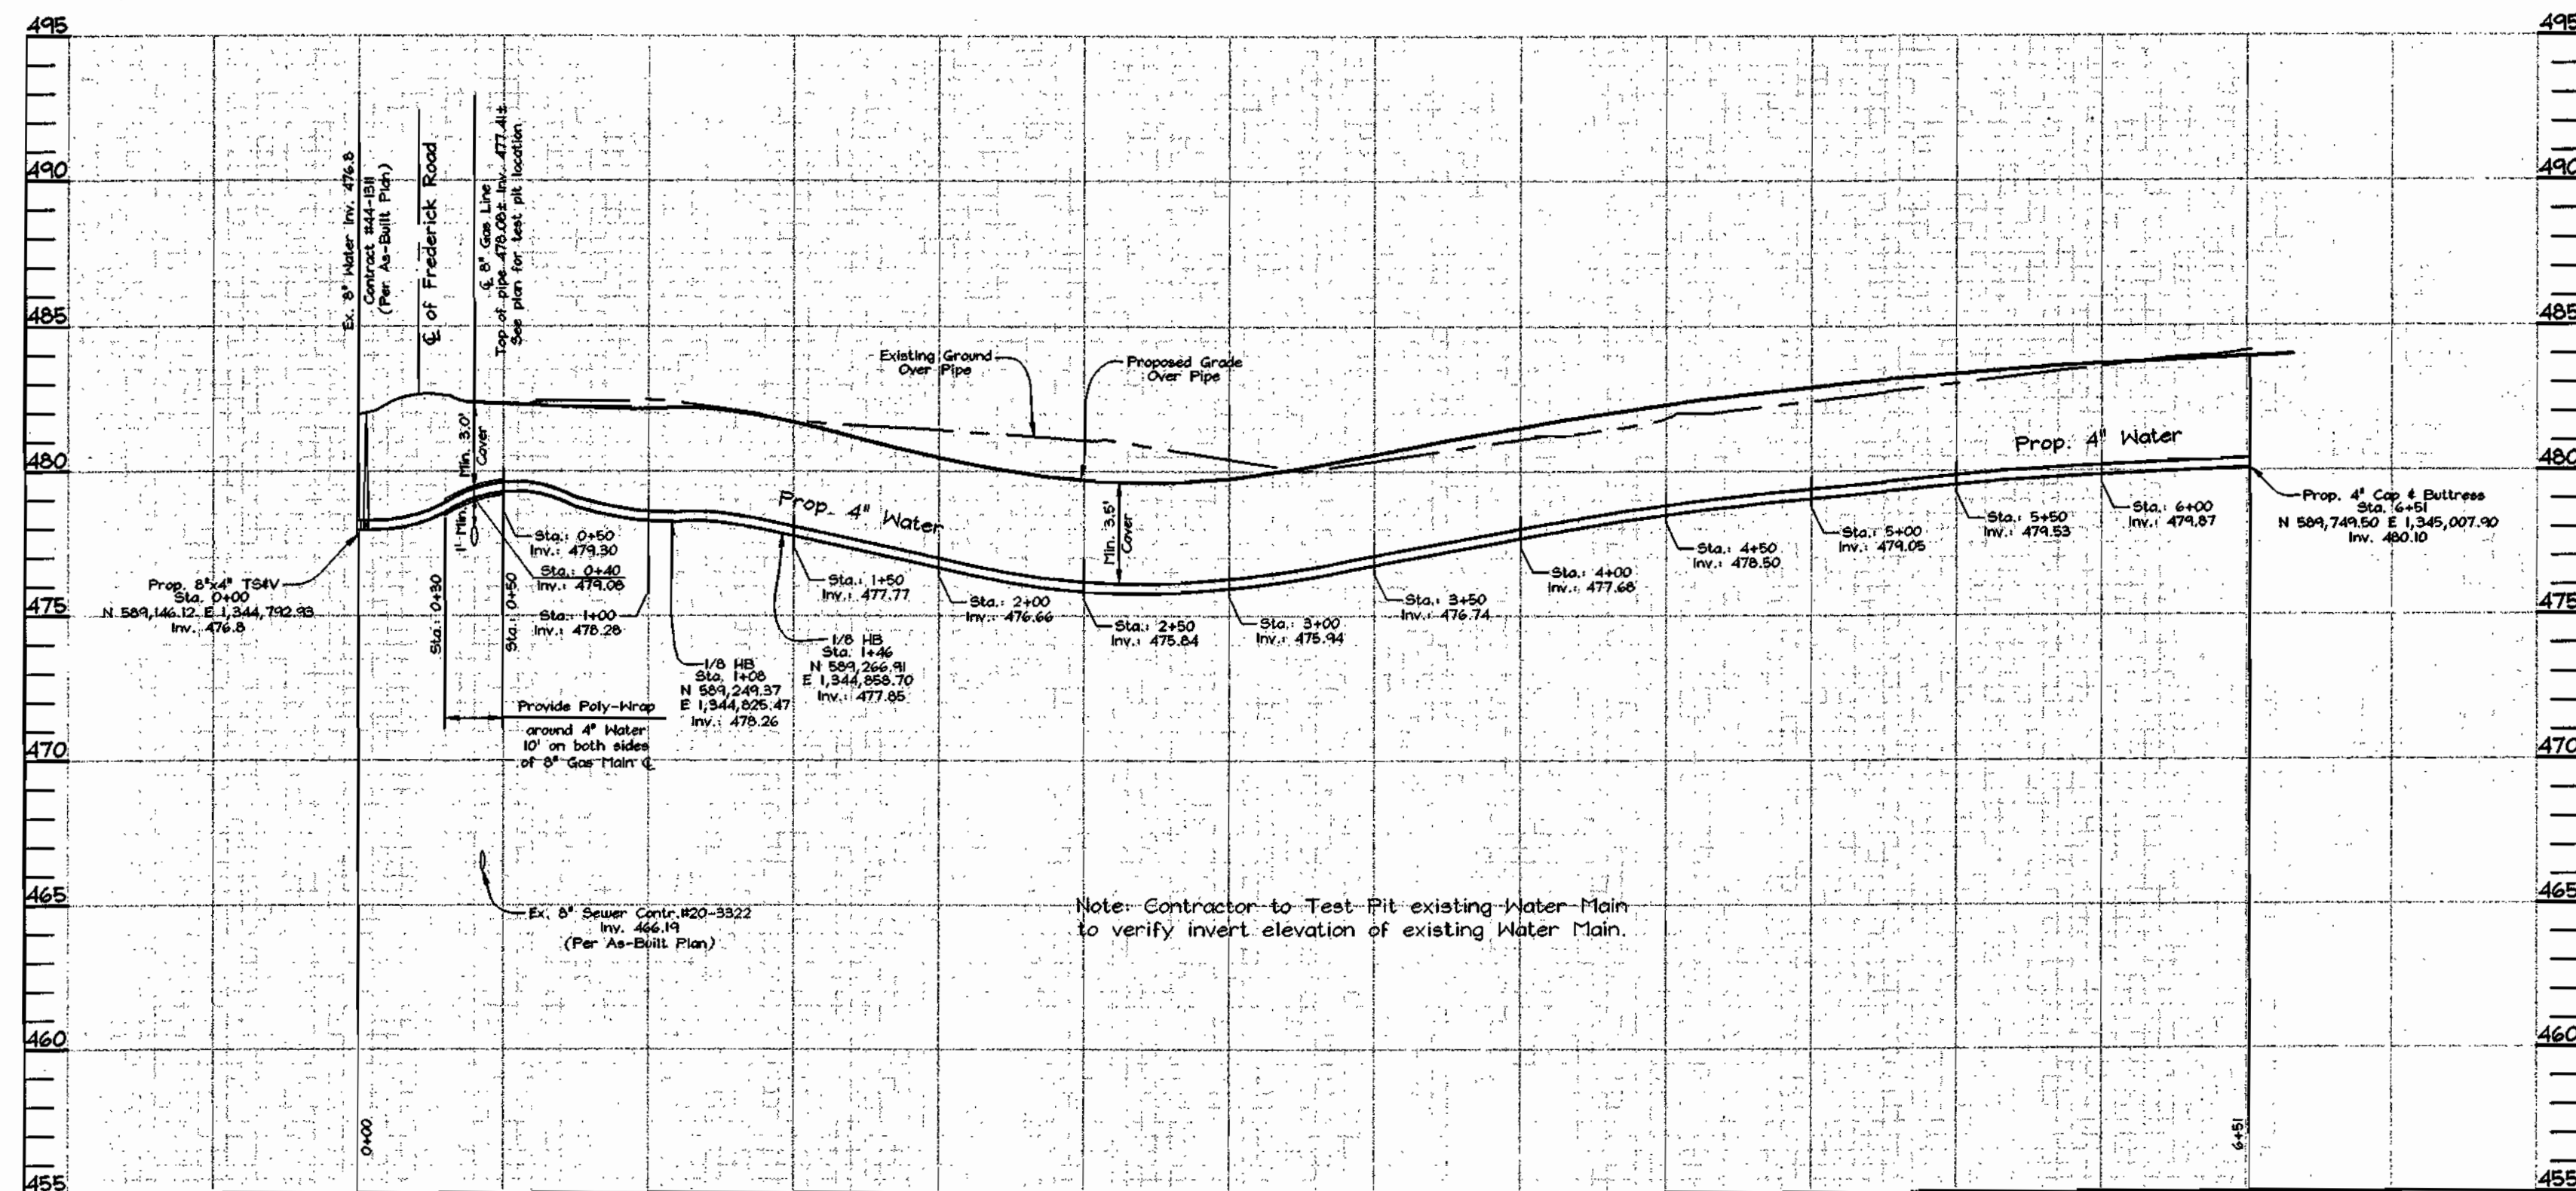 495
490
485
480
475
470
465
460
455
Ex. 8" Water Inv. 476.8
Contract #44-1311
(Per As-Built Plan)
℄ of Frederick Road
℄ 8" Gas Line
Top of pipe 478.08± Inv. 477.41±
See plan for test pit location
Min. 3.0'
Cover
1' Min.
Prop. 8"x4" TS&V
Sta. 0+00
N 589,146.12 E 1,344,792.93
Inv. 476.8
Sta.: 0+30
Sta.: 0+50
Sta.: 0+50
Inv.: 479.30
Sta.: 0+40
Inv.: 479.08
Sta.: 1+00
Inv.: 478.28
Provide Poly-Wrap
around 4" Water
10' on both sides
of 8" Gas Main ℄
1/8 HB
Sta. 1+08
N 589,249.37
E 1,344,825.47
Inv.: 478.26
1/8 HB
Sta. 1+46
N 589,266.91
E 1,344,858.70
Inv.: 477.85
Prop. 4" Water
Sta.: 1+50
Inv.: 477.77
Sta.: 2+00
Inv.: 476.66
Existing Ground
Over Pipe
Proposed Grade
Over Pipe
Min. 3.5'
Cover
Sta.: 2+50
Inv.: 475.84
Sta.: 3+00
Inv.: 475.94
Sta.: 3+50
Inv.: 476.74
Sta.: 4+00
Inv.: 477.68
Sta.: 4+50
Inv.: 478.50
Sta.: 5+00
Inv.: 479.05
Sta.: 5+50
Inv.: 479.53
Sta.: 6+00
Inv.: 479.87
Prop. 4" Water
Prop. 4" Cap & Buttress
Sta. 6+51
N 589,749.50 E 1,345,007.90
Inv. 480.10
Ex. 8" Sewer Contr.#20-3322
Inv. 466.19
(Per As-Built Plan)
Note: Contractor to Test Pit existing Water Main
to verify invert elevation of existing Water Main.
0+00
6+51
495
490
485
480
475
470
465
460
455